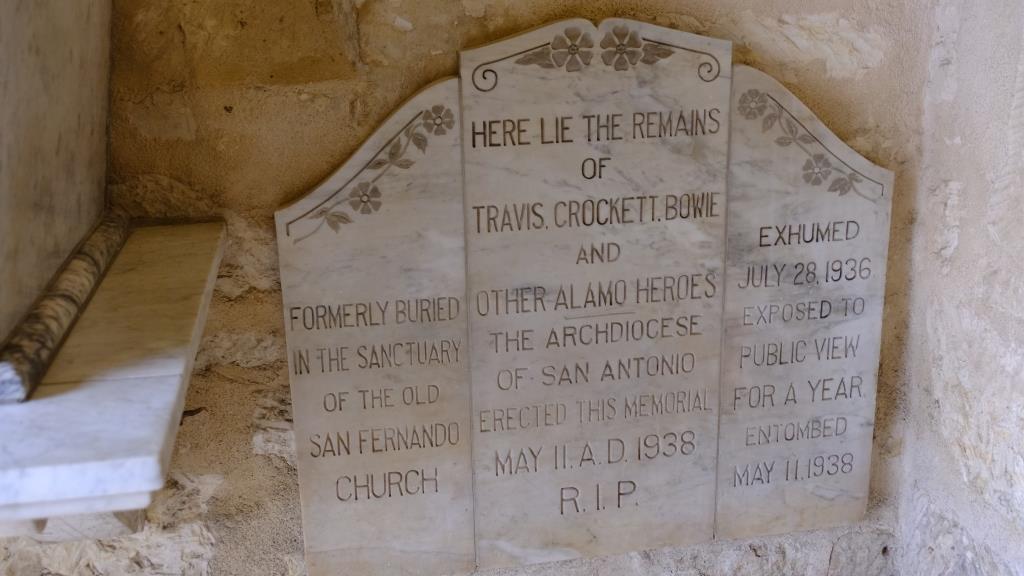 FORMERLY BURIED
IN THE SANCTUARY
OF THE OLD
SAN FERNANDO
CHURCH
HERE LIE THE REMAINS
OF
TRAVIS, CROCKETT, BOWIE
AND
OTHER ALAMO HEROES
THE ARCHDIOCESE
OF SAN ANTONIO
ERECTED THIS MEMORIAL
MAY 11. A.D. 1938
R.I.P.
EXHUMED
JULY 28, 1936
EXPOSED TO
PUBLIC VIEW
FOR A YEAR.
ENTOMBED
MAY 11, 1938